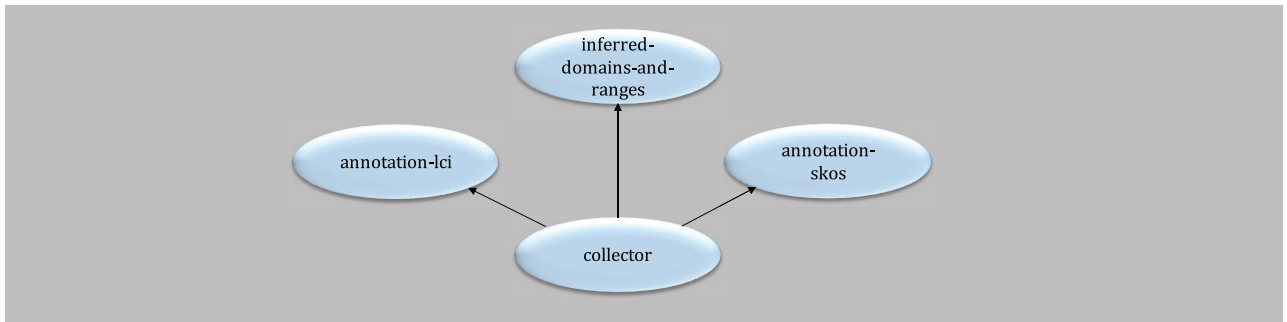 inferred-
domains-and-
ranges
annotation-lci
annotation-
skos
collector